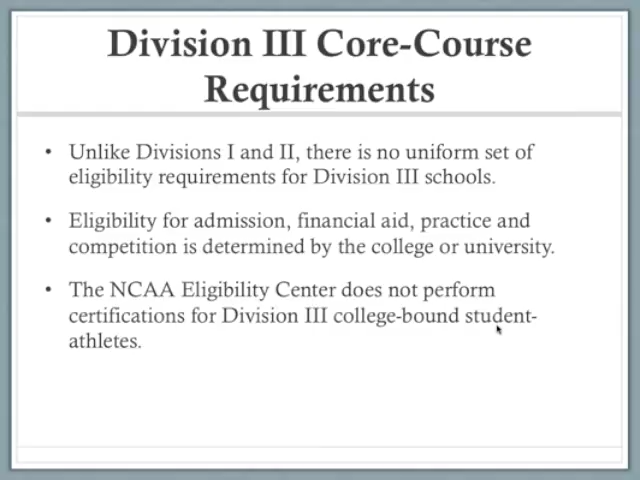 Division III Core-Course
Requirements
• Unlike Divisions I and II, there is no uniform set of
eligibility requirements for Division III schools.
• Eligibility for admission, financial aid, practice and
competition is determined by the college or university.
• The NCAA Eligibility Center does not perform
certifications for Division III college-bound student-
athletes.